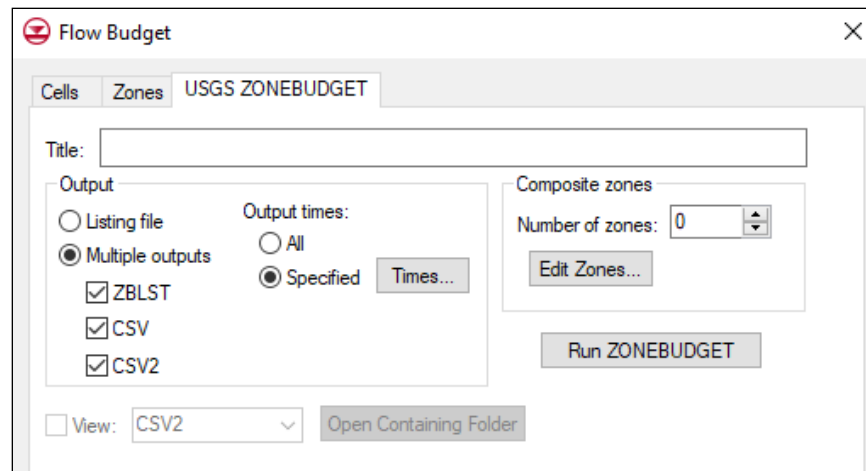 Flow Budget
Cells Zones USGS ZONEBUDGET
Title:
Output
Listing file
Multiple outputs
ZBLST
CSV
CSV2
Output times:
All
Specified Times...
Composite zones
Number of zones: 0
Edit Zones...
Run ZONEBUDGET
View: CSV2 Open Containing Folder